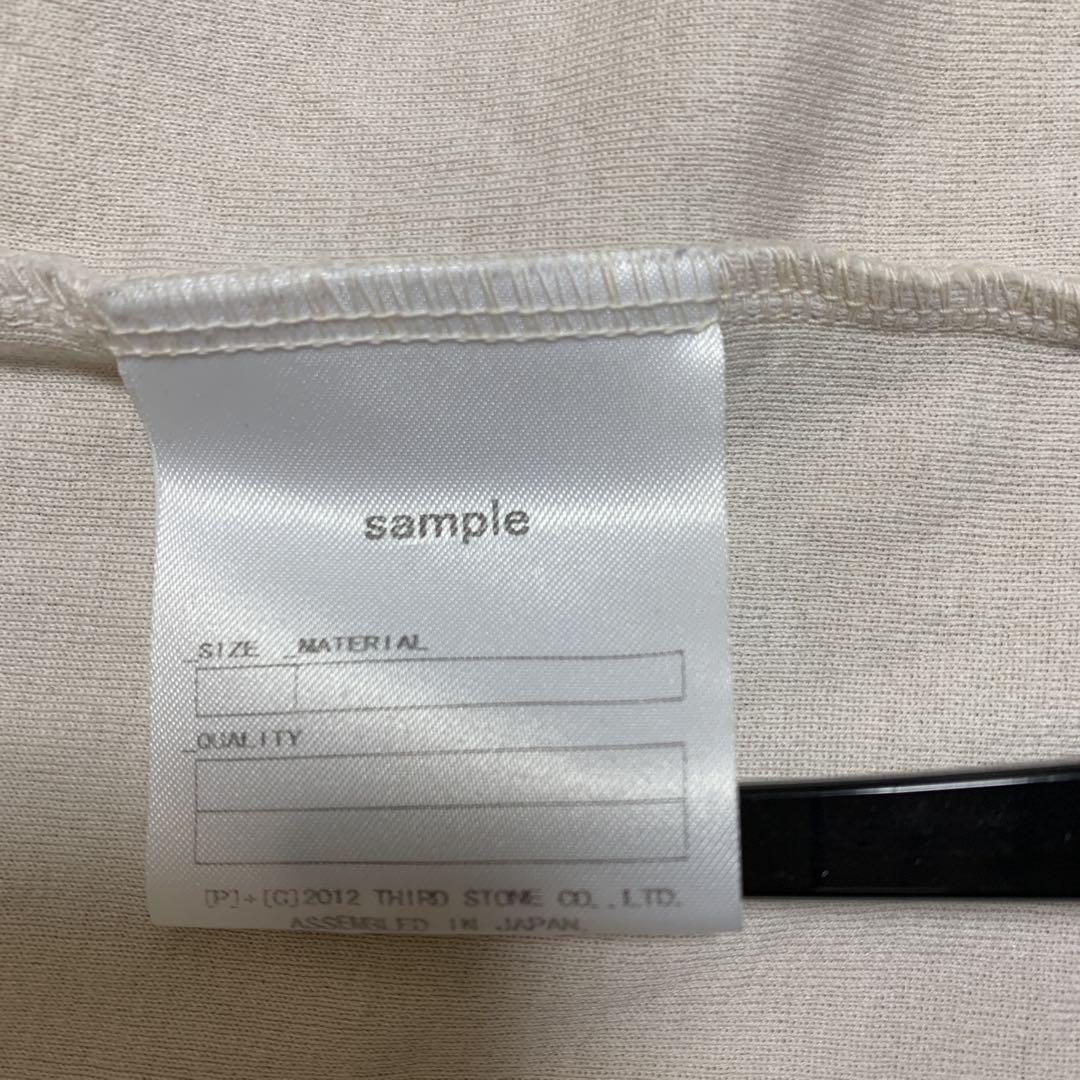 sample
SIZE MATERIAL
QUALITY
[P]+[G]2012 THIRD STONE CO.,LTD.
ASSEMBLED IN JAPAN.